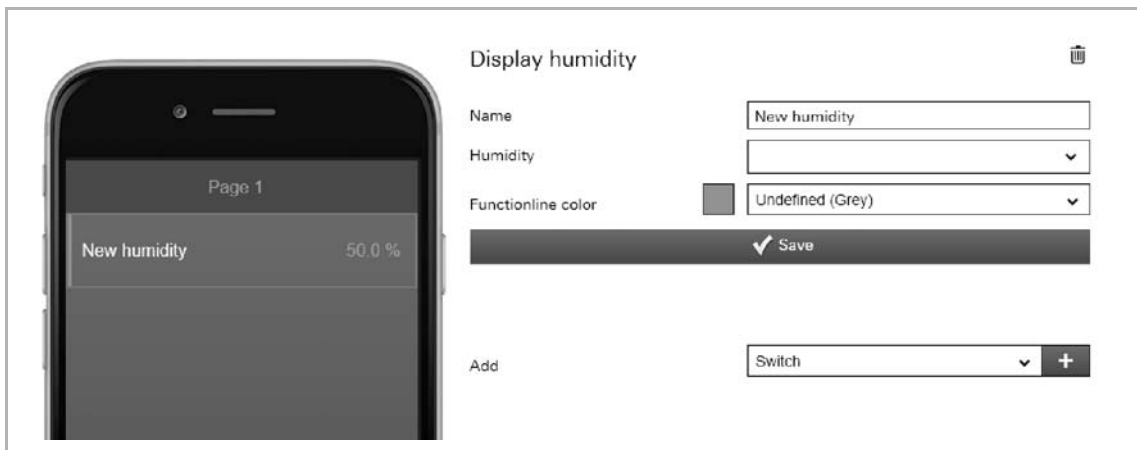 Page 1
New humidity 50.0 %
Display humidity
Name New humidity
Humidity
Functionline color Undefined (Grey)
Save
Add Switch +